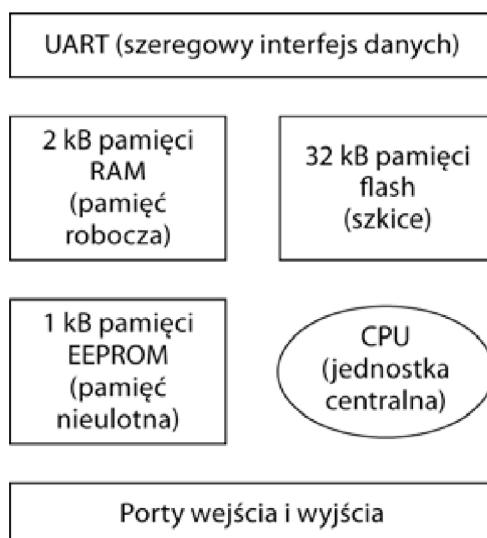 UART (szeregowy interfejs danych)
2 kB pamięci
RAM
(pamięć
robocza)
32 kB pamięci
flash
(szkice)
1 kB pamięci
EEPROM
(pamięć
nieulotna)
CPU
(jednostka
centralna)
Porty wejścia i wyjścia